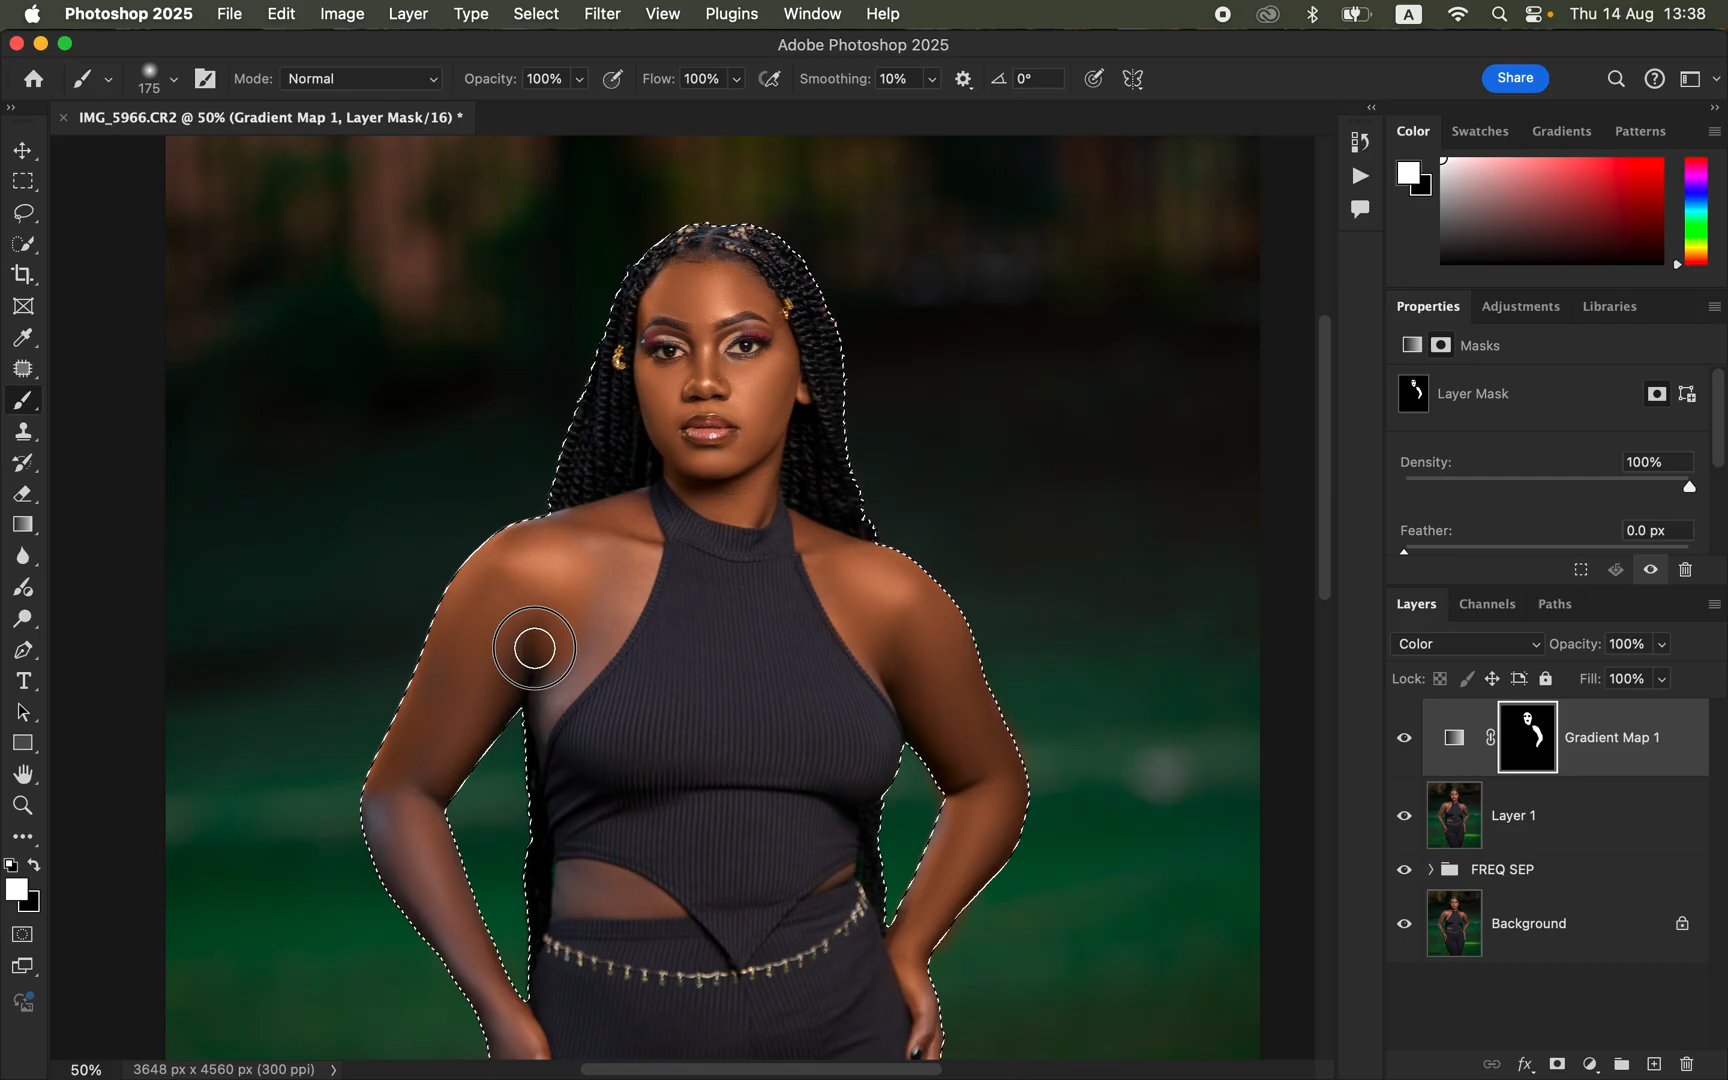 Photoshop 2025 File Edit Image Layer Type Select Filter View Plugins Window Help A Thu 14 Aug 13:38
Adobe Photoshop 2025
175 Mode: Normal Opacity: 100% Flow: 100% Smoothing: 10% 0° Share
IMG_5966.CR2 @ 50% (Gradient Map 1, Layer Mask/16) *
Color Swatches Gradients Patterns
Properties Adjustments Libraries
Masks
Layer Mask
Density: 100%
Feather: 0.0 px
Layers Channels Paths
Color Opacity: 100%
Lock: Fill: 100%
Gradient Map 1
Layer 1
FREQ SEP
Background
50% 3648 px x 4560 px (300 ppi)